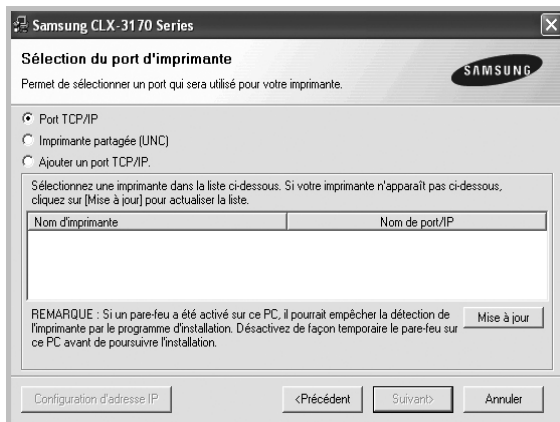 Samsung CLX-3170 Series
Sélection du port d'imprimante
Permet de sélectionner un port qui sera utilisé pour votre imprimante.
SAMSUNG
Port TCP/IP
Imprimante partagée (UNC)
Ajouter un port TCP/IP.
Sélectionnez une imprimante dans la liste ci-dessous. Si votre imprimante n'apparaît pas ci-dessous,
cliquez sur [Mise à jour] pour actualiser la liste.
Nom d'imprimante Nom de port/IP
REMARQUE : Si un pare-feu a été activé sur ce PC, il pourrait empêcher la détection de
l'imprimante par le programme d'installation. Désactivez de façon temporaire le pare-feu sur
ce PC avant de poursuivre l'installation.
Mise à jour
Configuration d'adresse IP <Précédent Suivant> Annuler